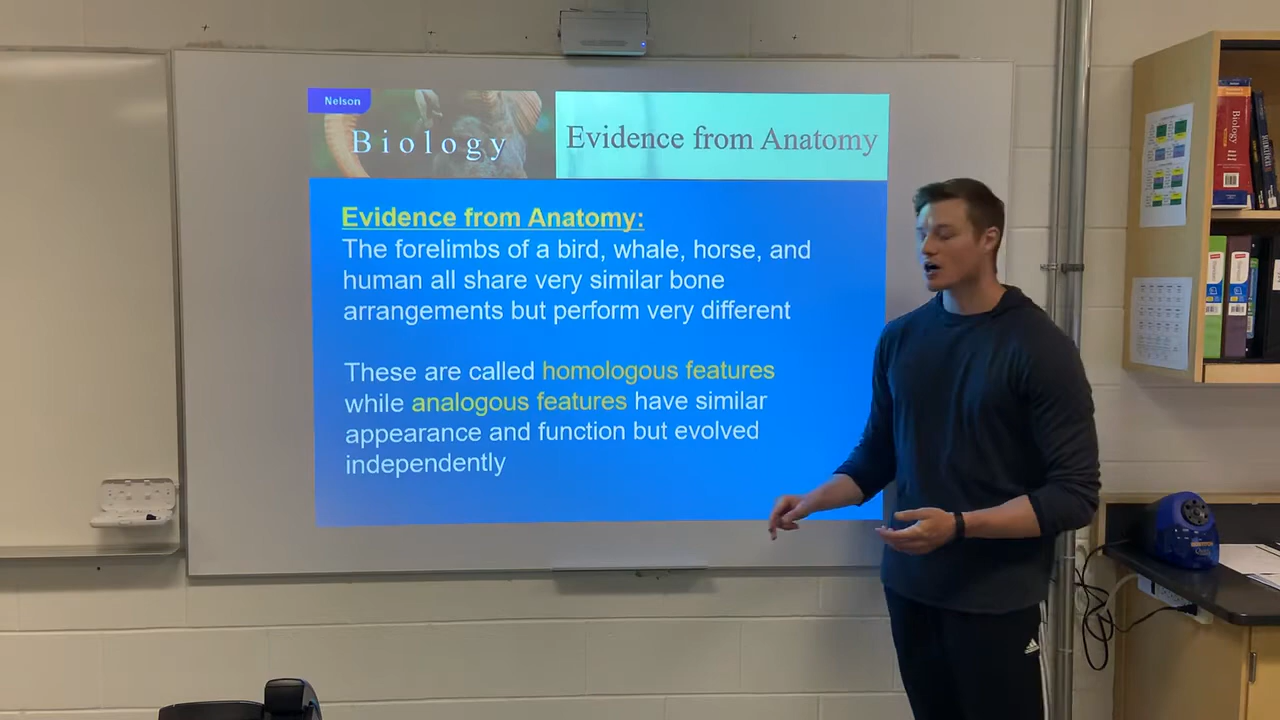 Nelson
Biology
Evidence from Anatomy
Evidence from Anatomy:
The forelimbs of a bird, whale, horse, and
human all share very similar bone
arrangements but perform very different
These are called homologous features
while analogous features have similar
appearance and function but evolved
independently
Biology III